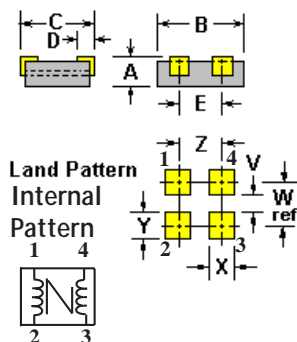 C
D
B
A
E
Z
1
4
V
Land Pattern
W
ref
Internal
Y
Pattern
2
3
X
1 4
2 3